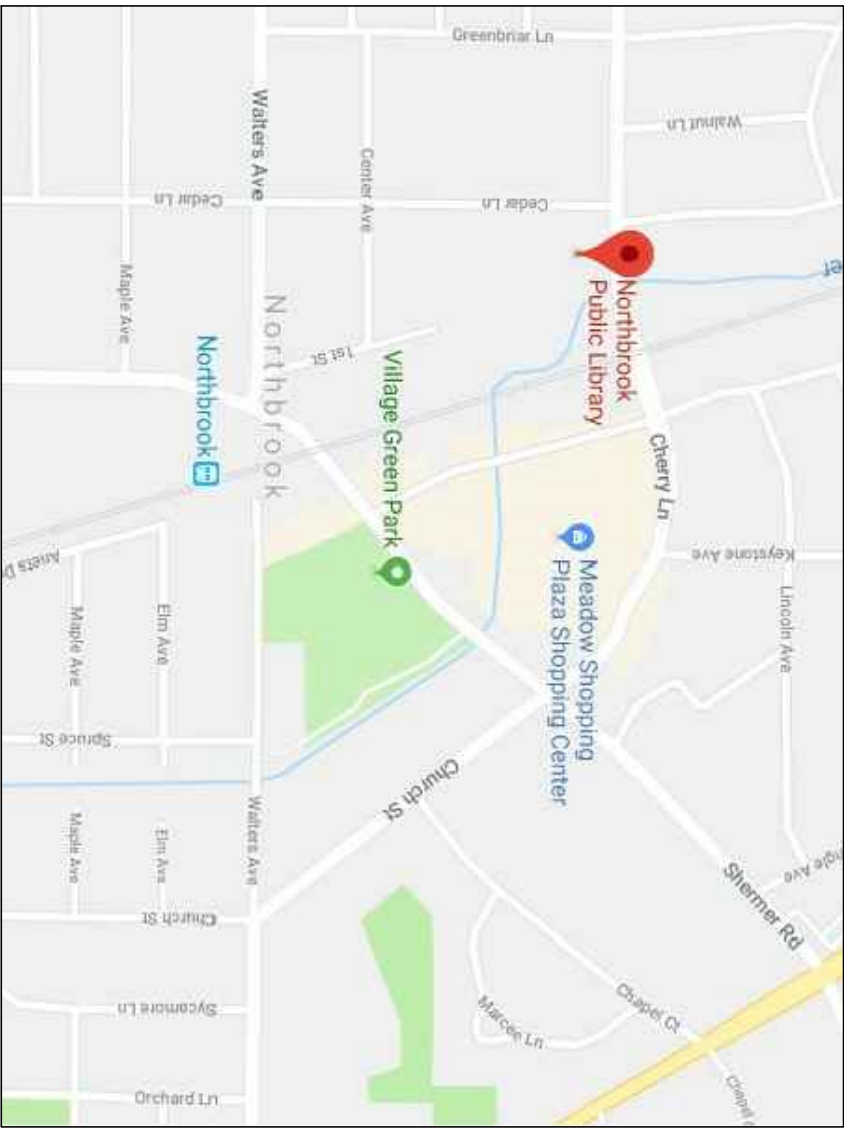 Greenbriar Ln
Walnut Ln
Walters Ave
Center Ave
Cedar Ln
Cedar Ln
Maple Ave
Northbrook
Public Library
Northbrook
1st St
Village Green Park
Northbrook
Cherry Ln
Keystone Ave
Meadow Shopping
Plaza Shopping Center
Lincoln Ave
Elm Ave
Maple Ave
Spruce St
Church St
Walters Ave
Elm Ave
Maple Ave
Shermer Rd
Church St
Sycamore Ln
Marcee Ln
Chapel Ct
Orchard Ln